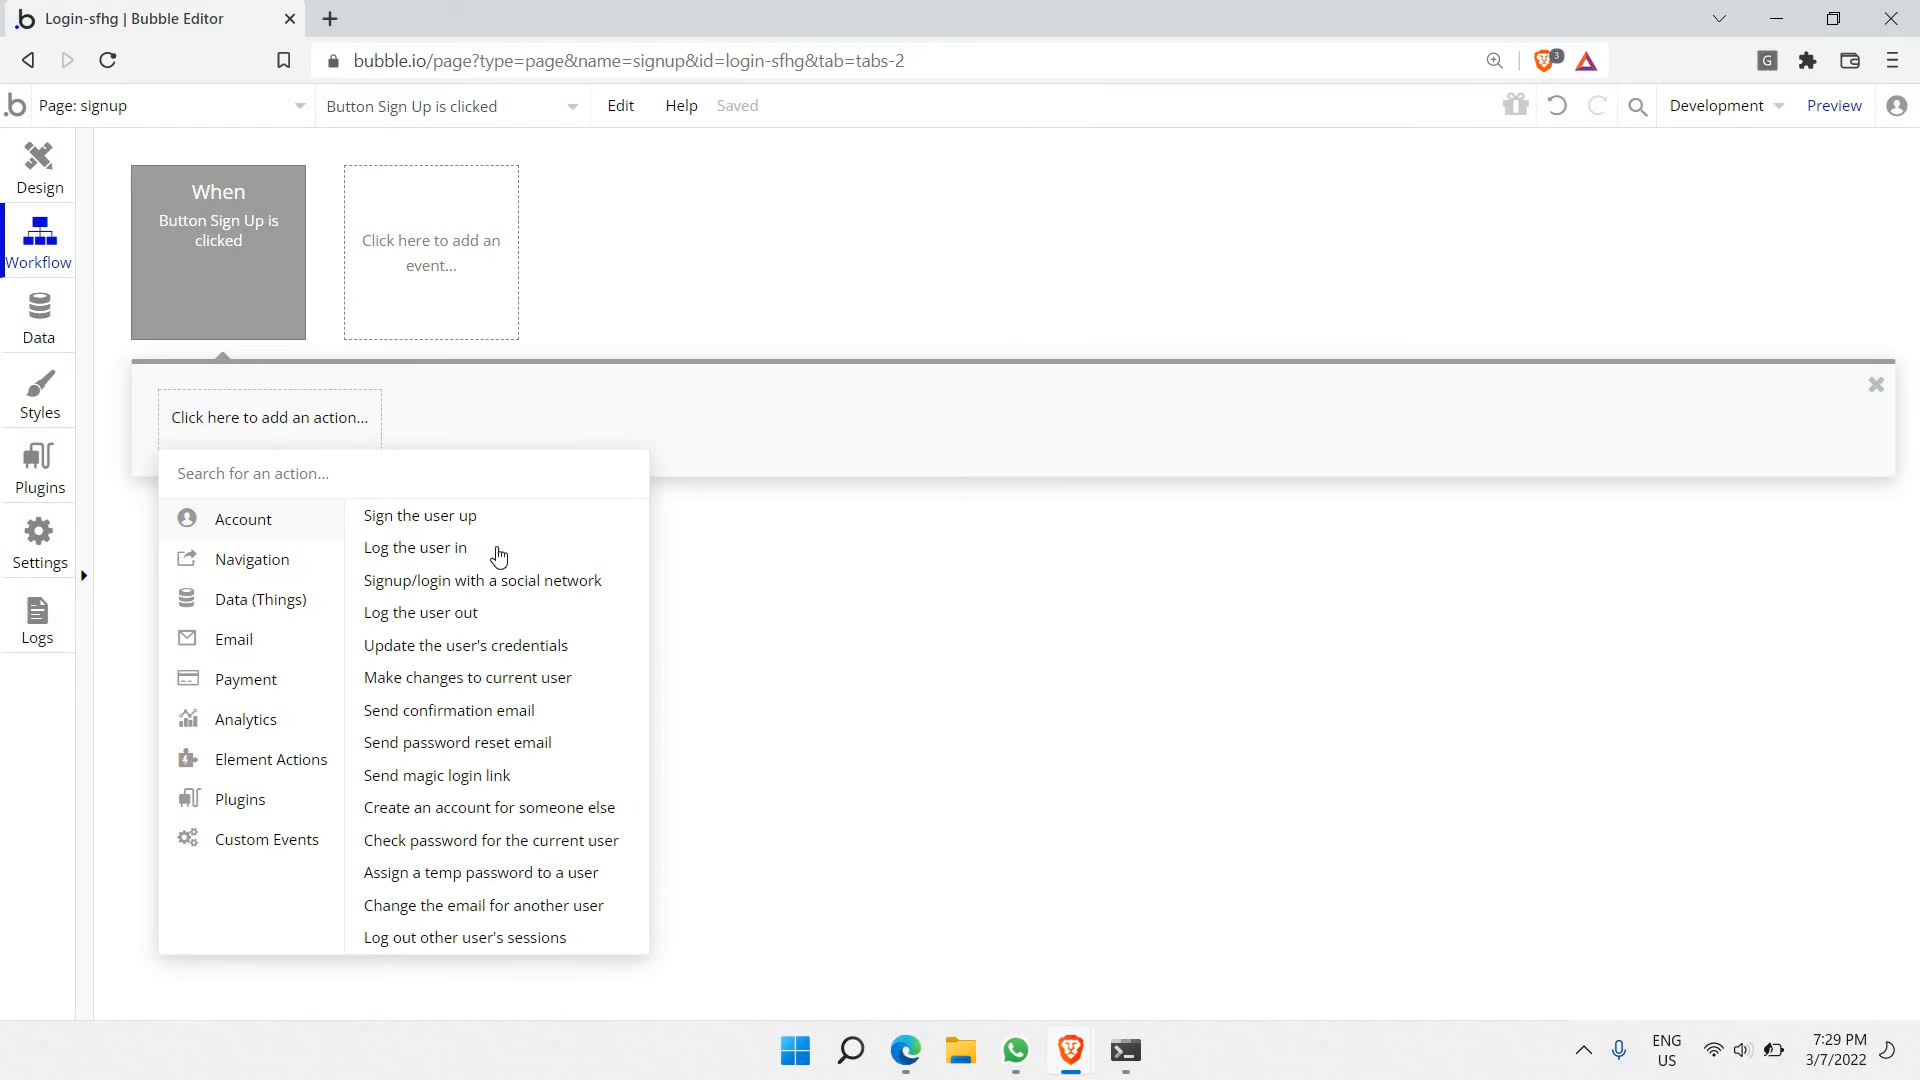 Login-sfhg | Bubble Editor
bubble.io/page?type=page&name=signup&id=login-sfhg&tab=tabs-2
3
G
b
Page: signup
Button Sign Up is clicked
Edit
Help
Saved
Development
Preview
Design
Workflow
Data
Styles
Plugins
Settings
Logs
When
Button Sign Up is
clicked
Click here to add an
event...
Click here to add an action...
Search for an action...
Account
Navigation
Data (Things)
Email
Payment
Analytics
Element Actions
Plugins
Custom Events
Sign the user up
Log the user in
Signup/login with a social network
Log the user out
Update the user's credentials
Make changes to current user
Send confirmation email
Send password reset email
Send magic login link
Create an account for someone else
Check password for the current user
Assign a temp password to a user
Change the email for another user
Log out other user's sessions
ENG
US
7:29 PM
3/7/2022